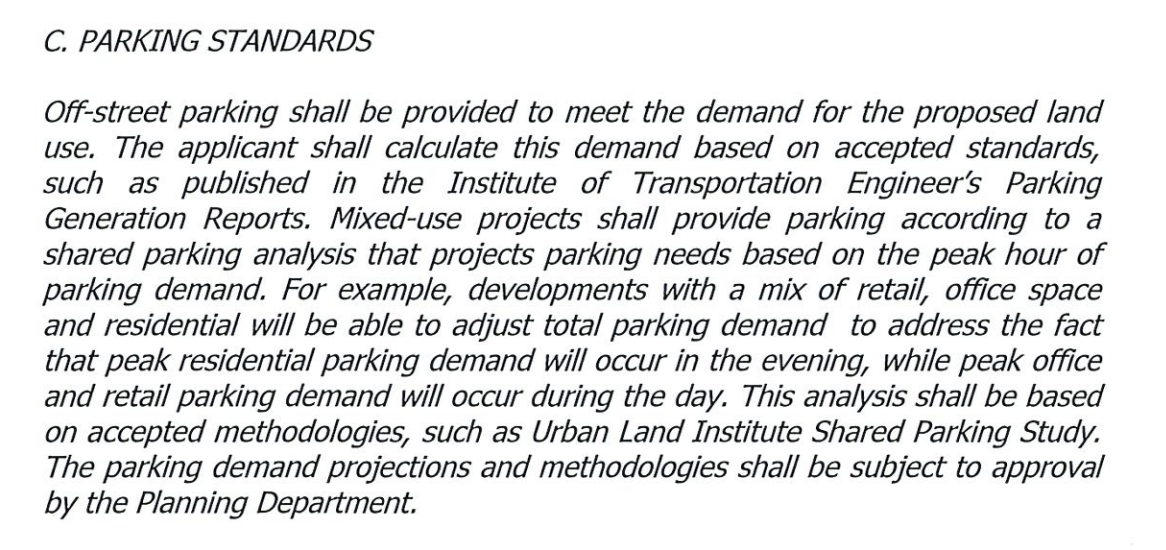 C. PARKING STANDARDS
Off-street parking shall be provided to meet the demand for the proposed land
use. The applicant shall calculate this demand based on accepted standards,
such as published in the Institute of Transportation Engineer's Parking
Generation Reports. Mixed-use projects shall provide parking according to a
shared parking analysis that projects parking needs based on the peak hour of
parking demand. For example, developments with a mix of retail, office space
and residential will be able to adjust total parking demand  to address the fact
that peak residential parking demand will occur in the evening, while peak office
and retail parking demand will occur during the day. This analysis shall be based
on accepted methodologies, such as Urban Land Institute Shared Parking Study.
The parking demand projections and methodologies shall be subject to approval
by the Planning Department.